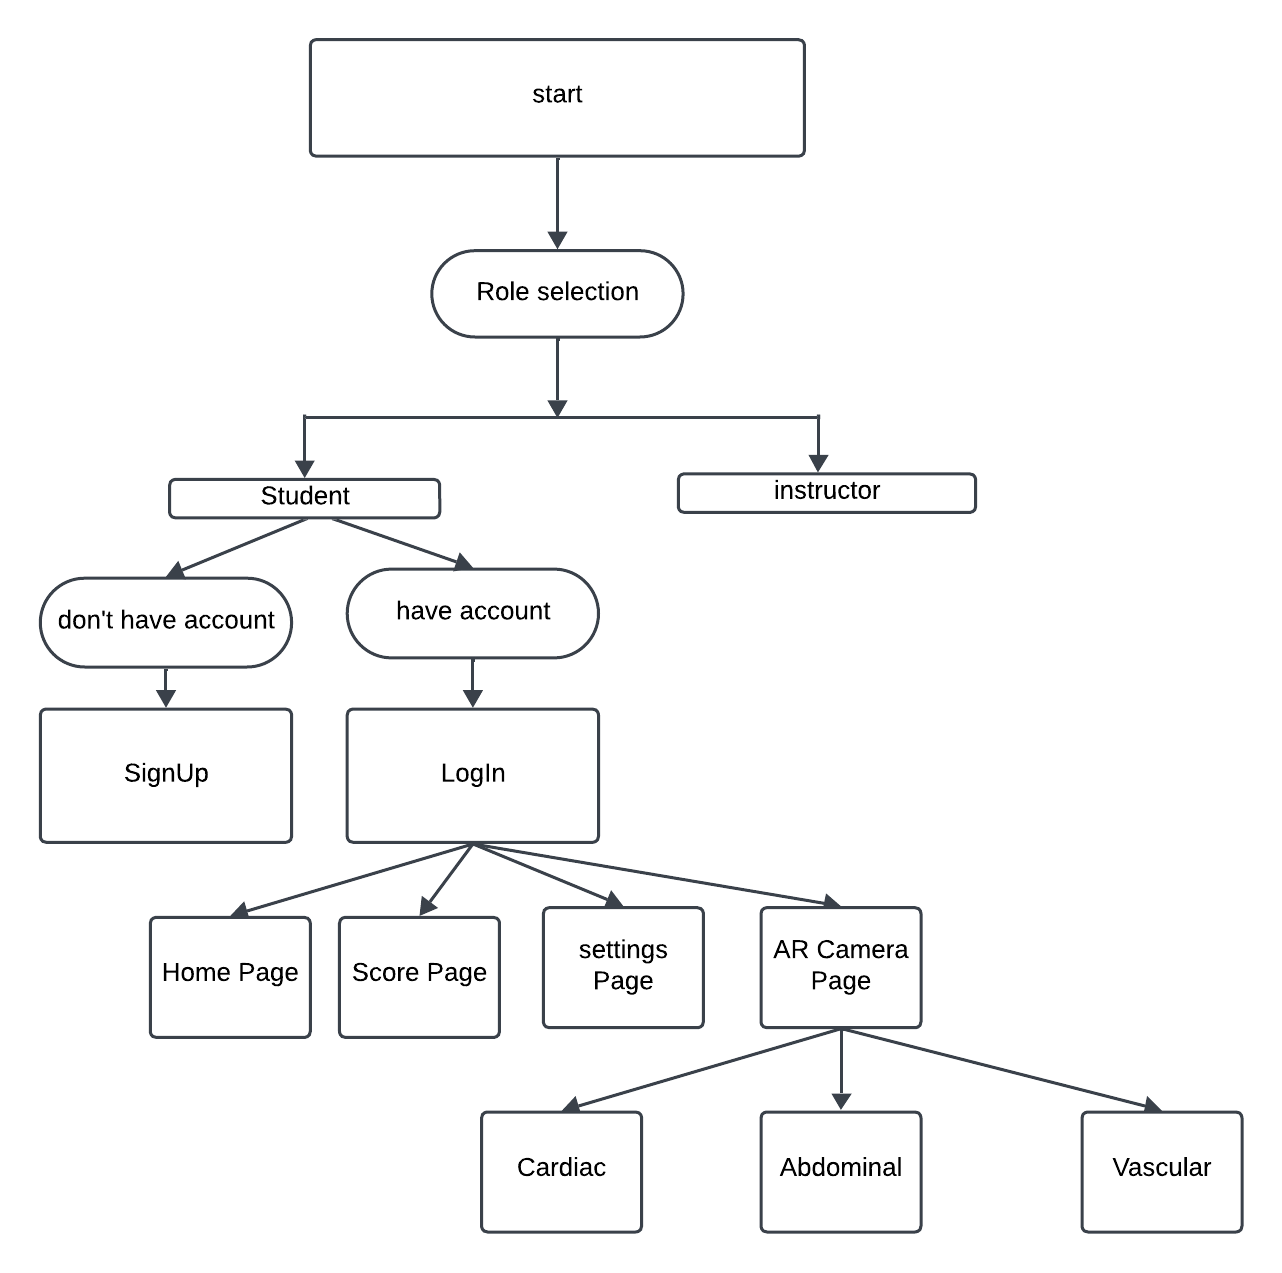 start
Role selection
Student
instructor
don't have account
have account
SignUp
LogIn
Home Page
Score Page
settings
Page
AR Camera
Page
Cardiac
Abdominal
Vascular